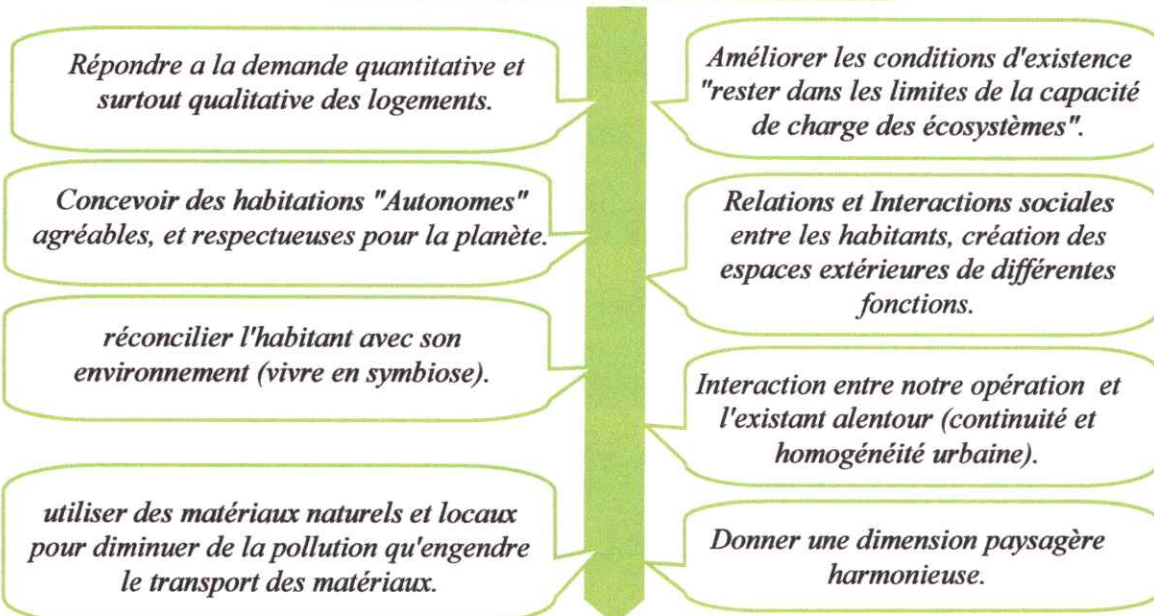 Répondre a la demande quantitative et
surtout qualitative des logements.
Améliorer les conditions d'existence
"rester dans les limites de la capacité
de charge des écosystèmes".
Concevoir des habitations "Autonomes"
agréables, et respectueuses pour la planète.
Relations et Interactions sociales
entre les habitants, création des
espaces extérieures de différentes
fonctions.
réconcilier l'habitant avec son
environnement (vivre en symbiose).
Interaction entre notre opération et
l'existant alentour (continuité et
homogénéité urbaine).
utiliser des matériaux naturels et locaux
pour diminuer de la pollution qu'engendre
le transport des matériaux.
Donner une dimension paysagère
harmonieuse.